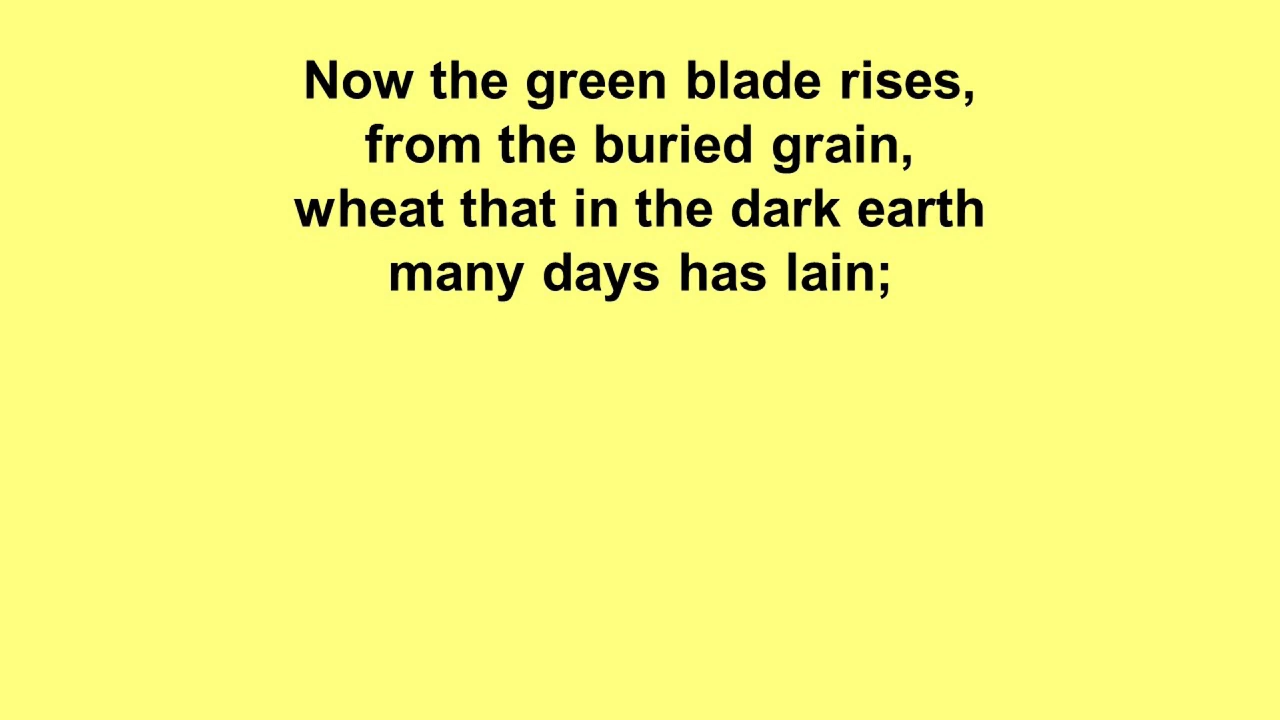 Now the green blade rises,
from the buried grain,
wheat that in the dark earth
many days has lain;